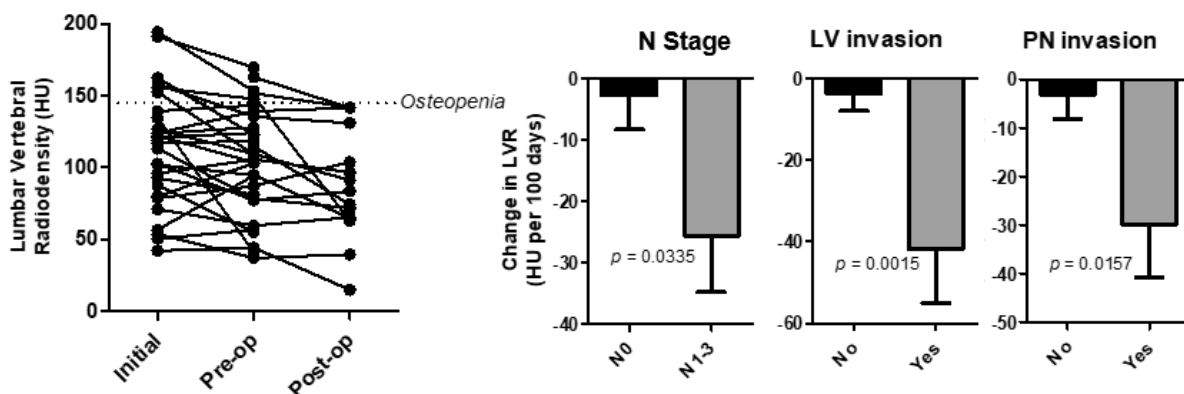 Lumbar Vertebral
Radiodensity (HU)
200
150
100
50
0
Osteopenia
Initial
Pre-op
Post-op
Change in LVR
(HU per 100 days)
N Stage
0
-10
-20
-30
-40
p = 0.0335
N0
N1-3
LV invasion
0
-20
-40
-60
p = 0.0015
No
Yes
PN invasion
0
-10
-20
-30
-40
-50
p = 0.0157
No
Yes